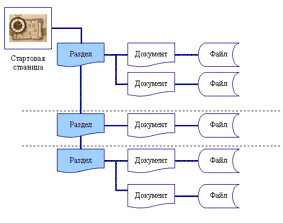 Стартовая
страница
Раздел
Документ
Файл
Документ
Файл
Раздел
Документ
Файл
Раздел
Документ
Файл
Документ
Файл